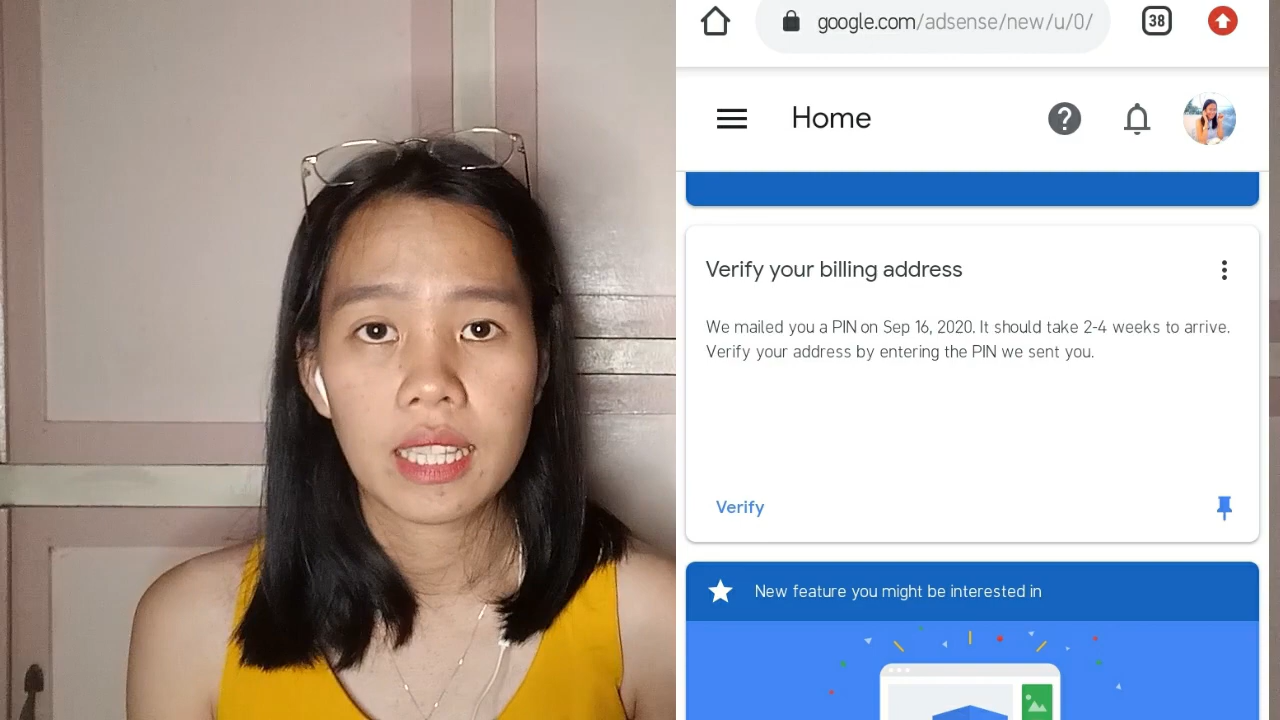 google.com/adsense/new/u/0/
38
Home
Verify your billing address
We mailed you a PIN on Sep 16, 2020. It should take 2-4 weeks to arrive.
Verify your address by entering the PIN we sent you.
Verify
New feature you might be interested in